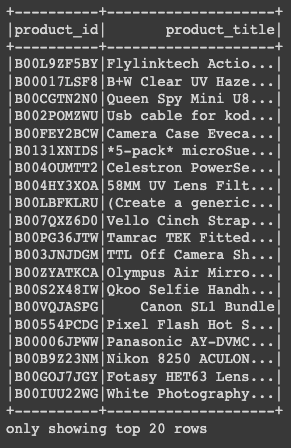 +----------+--------------------+
|product_id|       product_title|
+----------+--------------------+
|B00L9ZF5BY|Flylinktech Actio...|
|B00017LSF8|B+W Clear UV Haze...|
|B00CGTN2N0|Queen Spy Mini U8...|
|B002POMZWU|Usb cable for kod...|
|B00FEY2BCW|Camera Case Eveca...|
|B0131XNIDS|*5-pack* microSue...|
|B004OUMTT2|Celestron PowerSe...|
|B004HY3XOA|58MM UV Lens Filt...|
|B00LBFKLRU|(Create a generic...|
|B007QXZ6D0|Vello Cinch Strap...|
|B00PG36JTW|Tamrac TEK Fitted...|
|B003JNJDGM|TTL Off Camera Sh...|
|B00ZYATKCA|Olympus Air Mirro...|
|B00S2X48IW|Qkoo Selfie Handh...|
|B00VQJASPG|    Canon SL1 Bundle|
|B00554PCDG|Pixel Flash Hot S...|
|B00006JPWW|Panasonic AY-DVMC...|
|B00B9Z23NM|Nikon 8250 ACULON...|
|B00GOJ7JGY|Fotasy HET63 Lens...|
|B00IUU22WG|White Photography...|
+----------+--------------------+
only showing top 20 rows